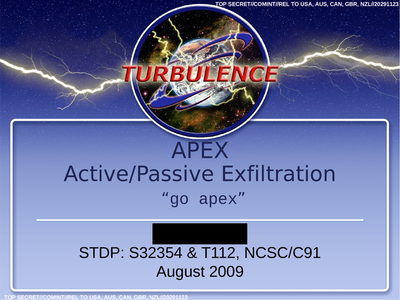 TOP SECRET//COMINT//REL TO USA, AUS, CAN, GBR, NZL//20291123
TURBULENCE
APEX
Active/Passive Exfiltration
“go apex”
STDP: S32354 & T112, NCSC/C91
August 2009
TOP SECRET//COMINT//REL TO USA, AUS, CAN, GBR, NZL//20291123